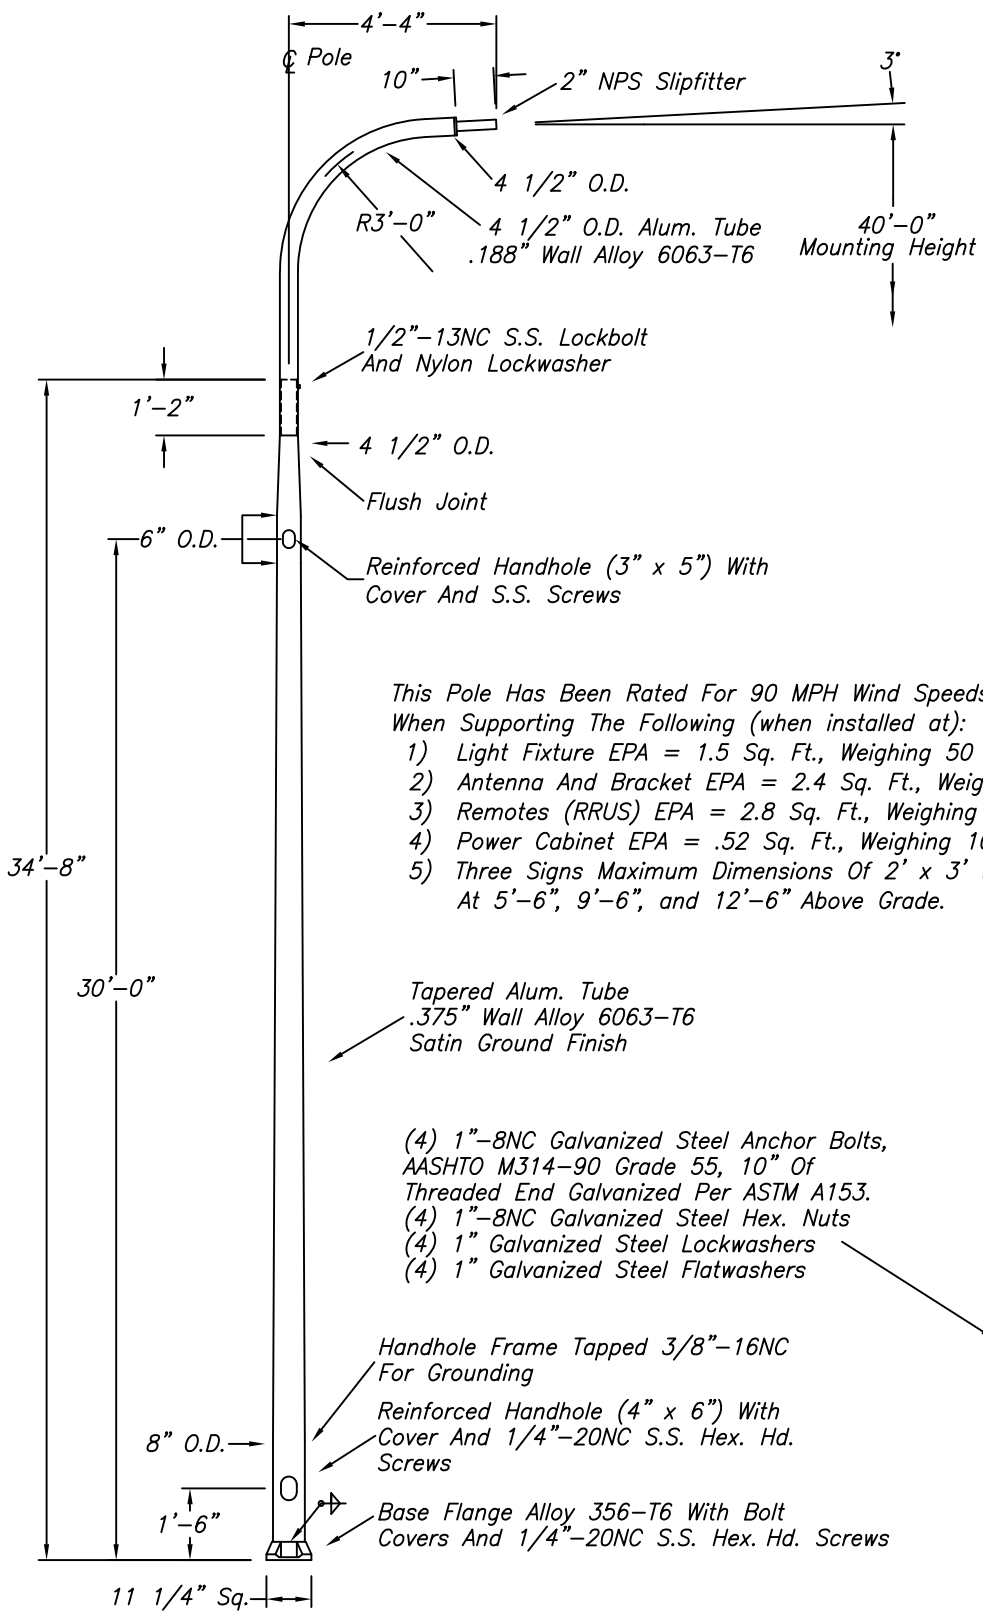 4'-4"
℄ Pole
10"
2" NPS Slipfitter
3°
4 1/2" O.D.
R3'-0"
4 1/2" O.D. Alum. Tube
.188" Wall Alloy 6063-T6
40'-0"
Mounting Height
1/2"-13NC S.S. Lockbolt
And Nylon Lockwasher
1'-2"
4 1/2" O.D.
Flush Joint
6" O.D.
Reinforced Handhole (3" x 5") With
Cover And S.S. Screws
This Pole Has Been Rated For 90 MPH Wind Speeds
When Supporting The Following (when installed at):
1) Light Fixture EPA = 1.5 Sq. Ft., Weighing 50
2) Antenna And Bracket EPA = 2.4 Sq. Ft., Weig
3) Remotes (RRUS) EPA = 2.8 Sq. Ft., Weighing
4) Power Cabinet EPA = .52 Sq. Ft., Weighing
5) Three Signs Maximum Dimensions Of 2' x 3'
At 5'-6", 9'-6", and 12'-6" Above Grade.
34'-8"
30'-0"
Tapered Alum. Tube
.375" Wall Alloy 6063-T6
Satin Ground Finish
(4) 1"-8NC Galvanized Steel Anchor Bolts,
AASHTO M314-90 Grade 55, 10" Of
Threaded End Galvanized Per ASTM A153.
(4) 1"-8NC Galvanized Steel Hex. Nuts
(4) 1" Galvanized Steel Lockwashers
(4) 1" Galvanized Steel Flatwashers
Handhole Frame Tapped 3/8"-16NC
For Grounding
Reinforced Handhole (4" x 6") With
Cover And 1/4"-20NC S.S. Hex. Hd.
Screws
8" O.D.
1'-6"
Base Flange Alloy 356-T6 With Bolt
Covers And 1/4"-20NC S.S. Hex. Hd. Screws
11 1/4" Sq.